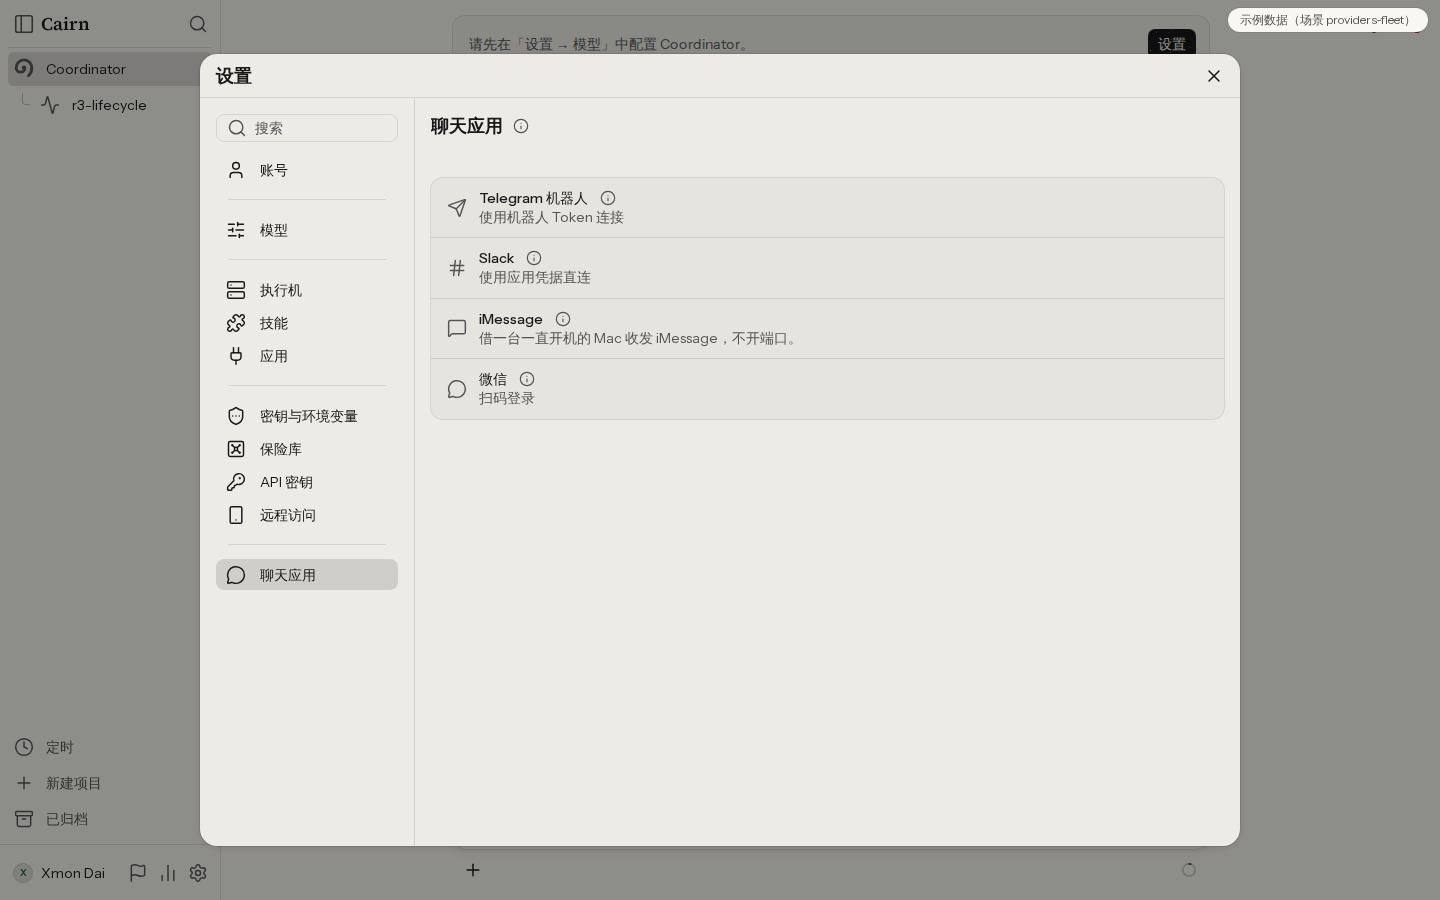 Cairn
示例数据（场景 providers-fleet）
请先在「设置 → 模型」中配置 Coordinator。
设置
Coordinator
r3-lifecycle
设置
搜索
账号
模型
执行机
技能
应用
密钥与环境变量
保险库
API 密钥
远程访问
聊天应用
聊天应用
Telegram 机器人
使用机器人 Token 连接
Slack
使用应用凭据直连
iMessage
借一台一直开机的 Mac 收发 iMessage，不开端口。
微信
扫码登录
定时
新建项目
已归档
X
Xmon Dai